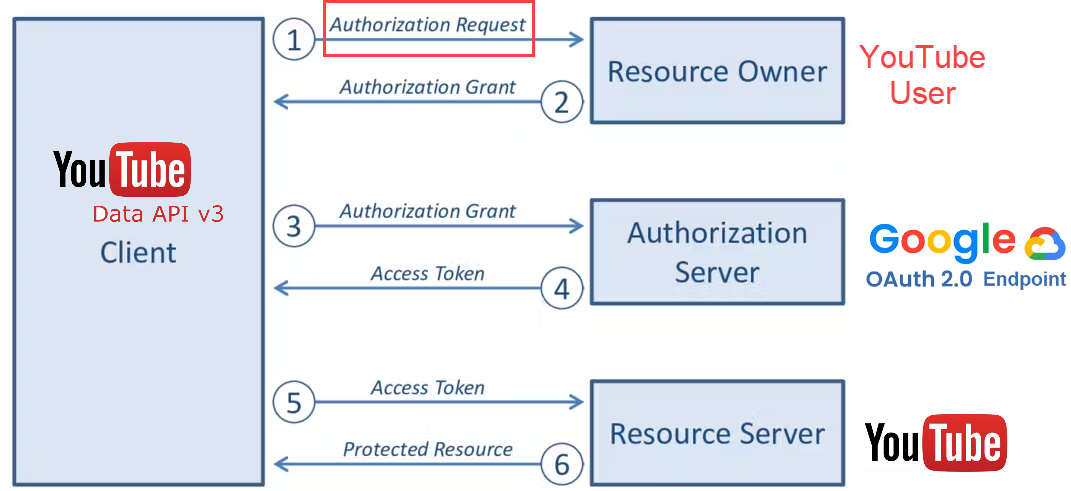 1
Authorization Request
Resource Owner
YouTube
User
Authorization Grant
2
YouTube
Data API v3
Client
3
Authorization Grant
Authorization
Server
Google
OAuth 2.0 Endpoint
Access Token
4
5
Access Token
Resource Server
YouTube
Protected Resource
6